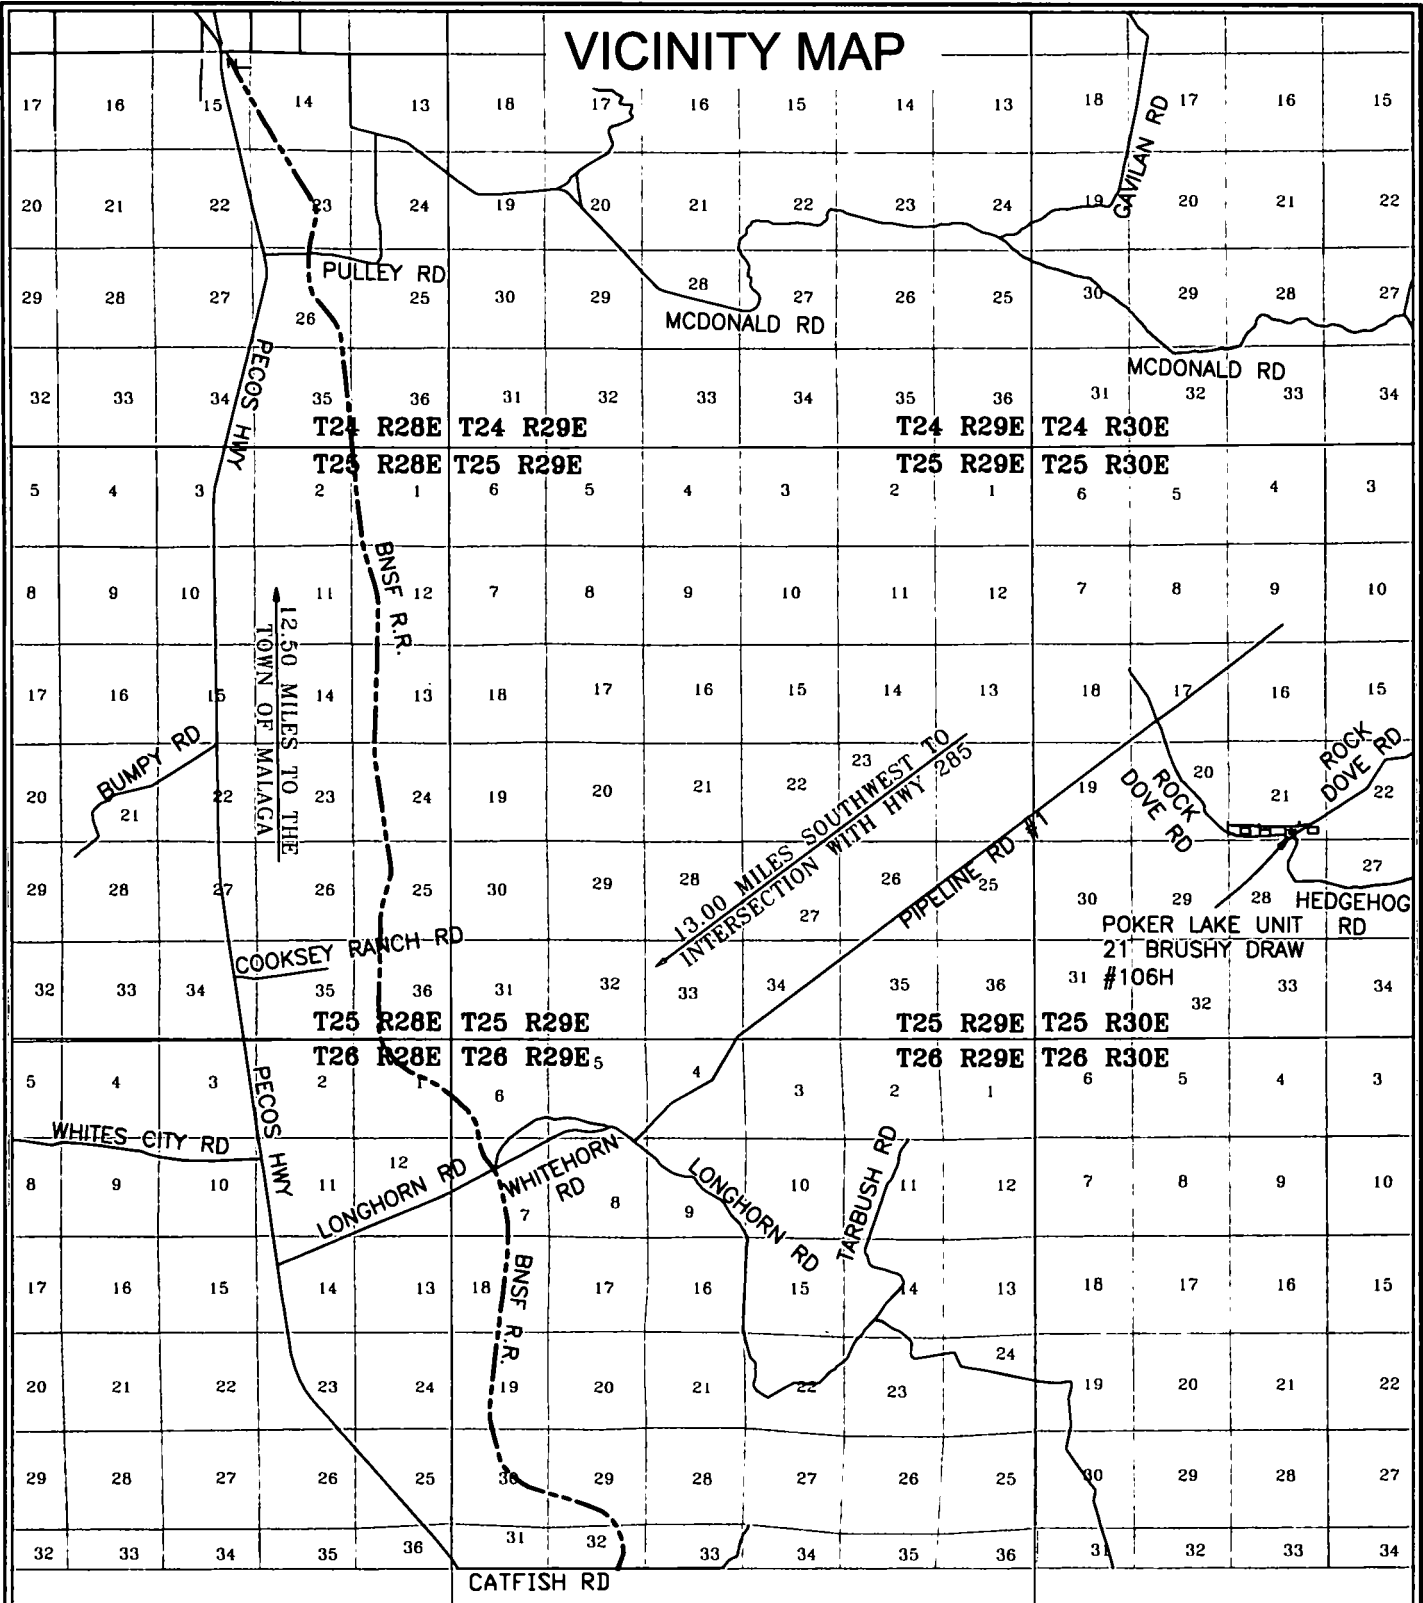 VICINITY MAP
17 16 15 14 13 18 17 16 15 14 13 18 17 16 15
GAVILAN RD
20 21 22 23 24 19 20 21 22 23 24 19 20 21 22
PULLEY RD
29 28 27 26 25 30 29 28 27 26 25 30 29 28 27
MCDONALD RD
MCDONALD RD
PECOS HWY
32 33 34 35 36 31 32 33 34 35 36 31 32 33 34
T24 R28E T24 R29E T24 R29E T24 R30E
T25 R28E T25 R29E T25 R29E T25 R30E
5 4 3 2 1 6 5 4 3 2 1 6 5 4 3
BNSF R.R.
8 9 10 11 12 7 8 9 10 11 12 7 8 9 10
12.50 MILES TO THE
TOWN OF MALAGA
17 16 15 14 13 18 17 16 15 14 13 18 17 16 15
BUMPY RD
13.00 MILES SOUTHWEST TO
INTERSECTION WITH HWY 285
ROCK
DOVE RD
ROCK
DOVE RD
20 21 22 23 24 19 20 21 22 23 19 20 21 22
PIPELINE RD #1
29 28 27 26 25 30 29 28 27 26 25 30 29 28 27
HEDGEHOG
RD
POKER LAKE UNIT
21 BRUSHY DRAW
#106H
COOKSEY RANCH RD
32 33 34 35 36 31 32 33 34 35 36 31 32 33 34
T25 R28E T25 R29E T25 R29E T25 R30E
T26 R28E T26 R29E T26 R29E T26 R30E
5 4 3 2 1 6 5 4 3 2 1 6 5 4 3
PECOS HWY
WHITES CITY RD
LONGHORN RD
WHITEHORN
RD
LONGHORN RD
TARBUSH RD
8 9 10 11 12 7 8 9 10 11 12 7 8 9 10
BNSF R.R.
17 16 15 14 13 18 17 16 15 14 13 18 17 16 15
20 21 22 23 24 19 20 21 22 23 24 19 20 21 22
29 28 27 26 25 30 29 28 27 26 25 30 29 28 27
32 33 34 35 36 31 32 33 34 35 36 31 32 33 34
CATFISH RD